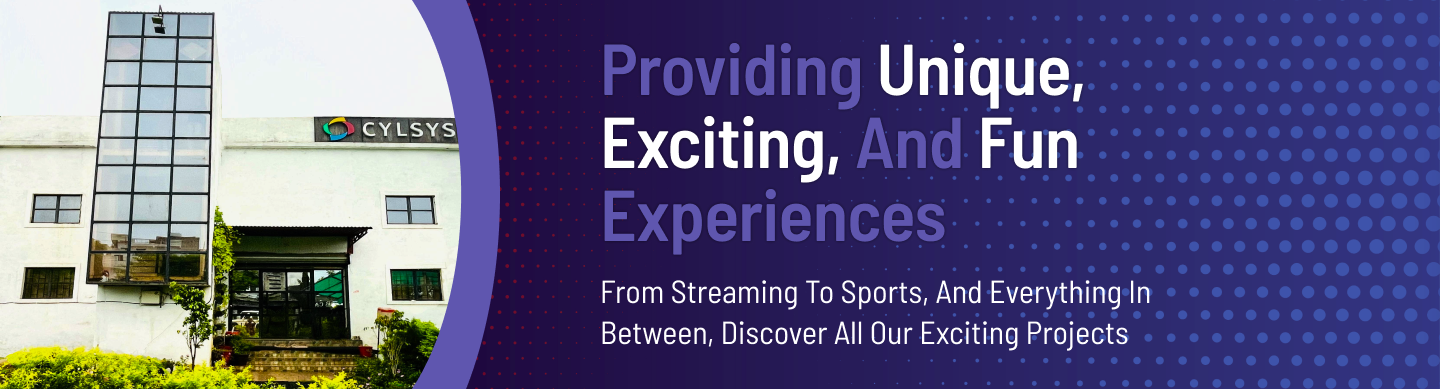 CYLSYS
Providing Unique,
Exciting, And Fun
Experiences
From Streaming To Sports, And Everything In
Between, Discover All Our Exciting Projects